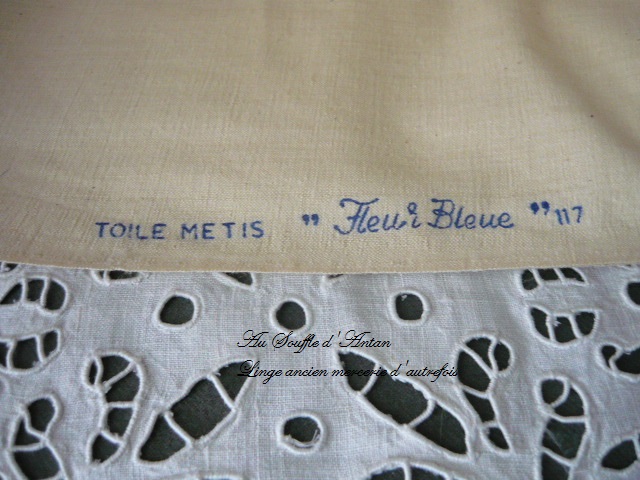 TOILE METIS " Fleur Bleue " 117
Au Souffle d'Antan
Linge ancien mercerie d'autrefois